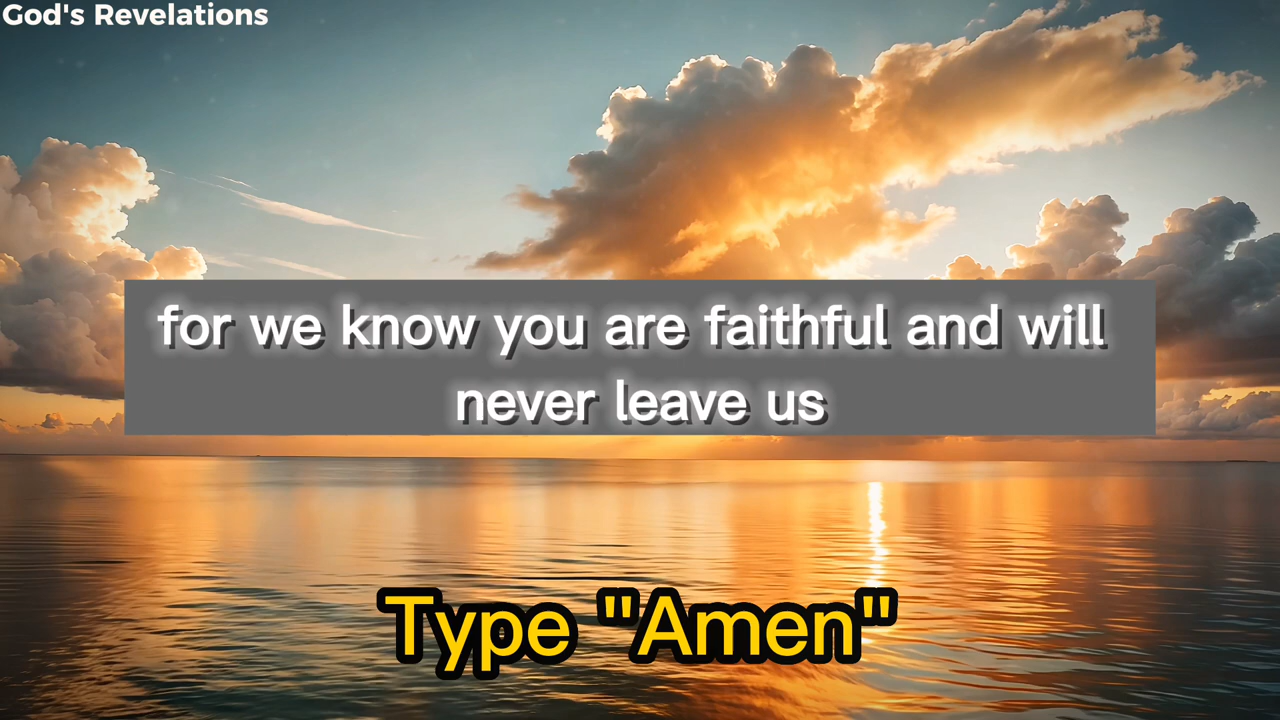 God's Revelations
for we know you are faithful and will
never leave us
Type "Amen"